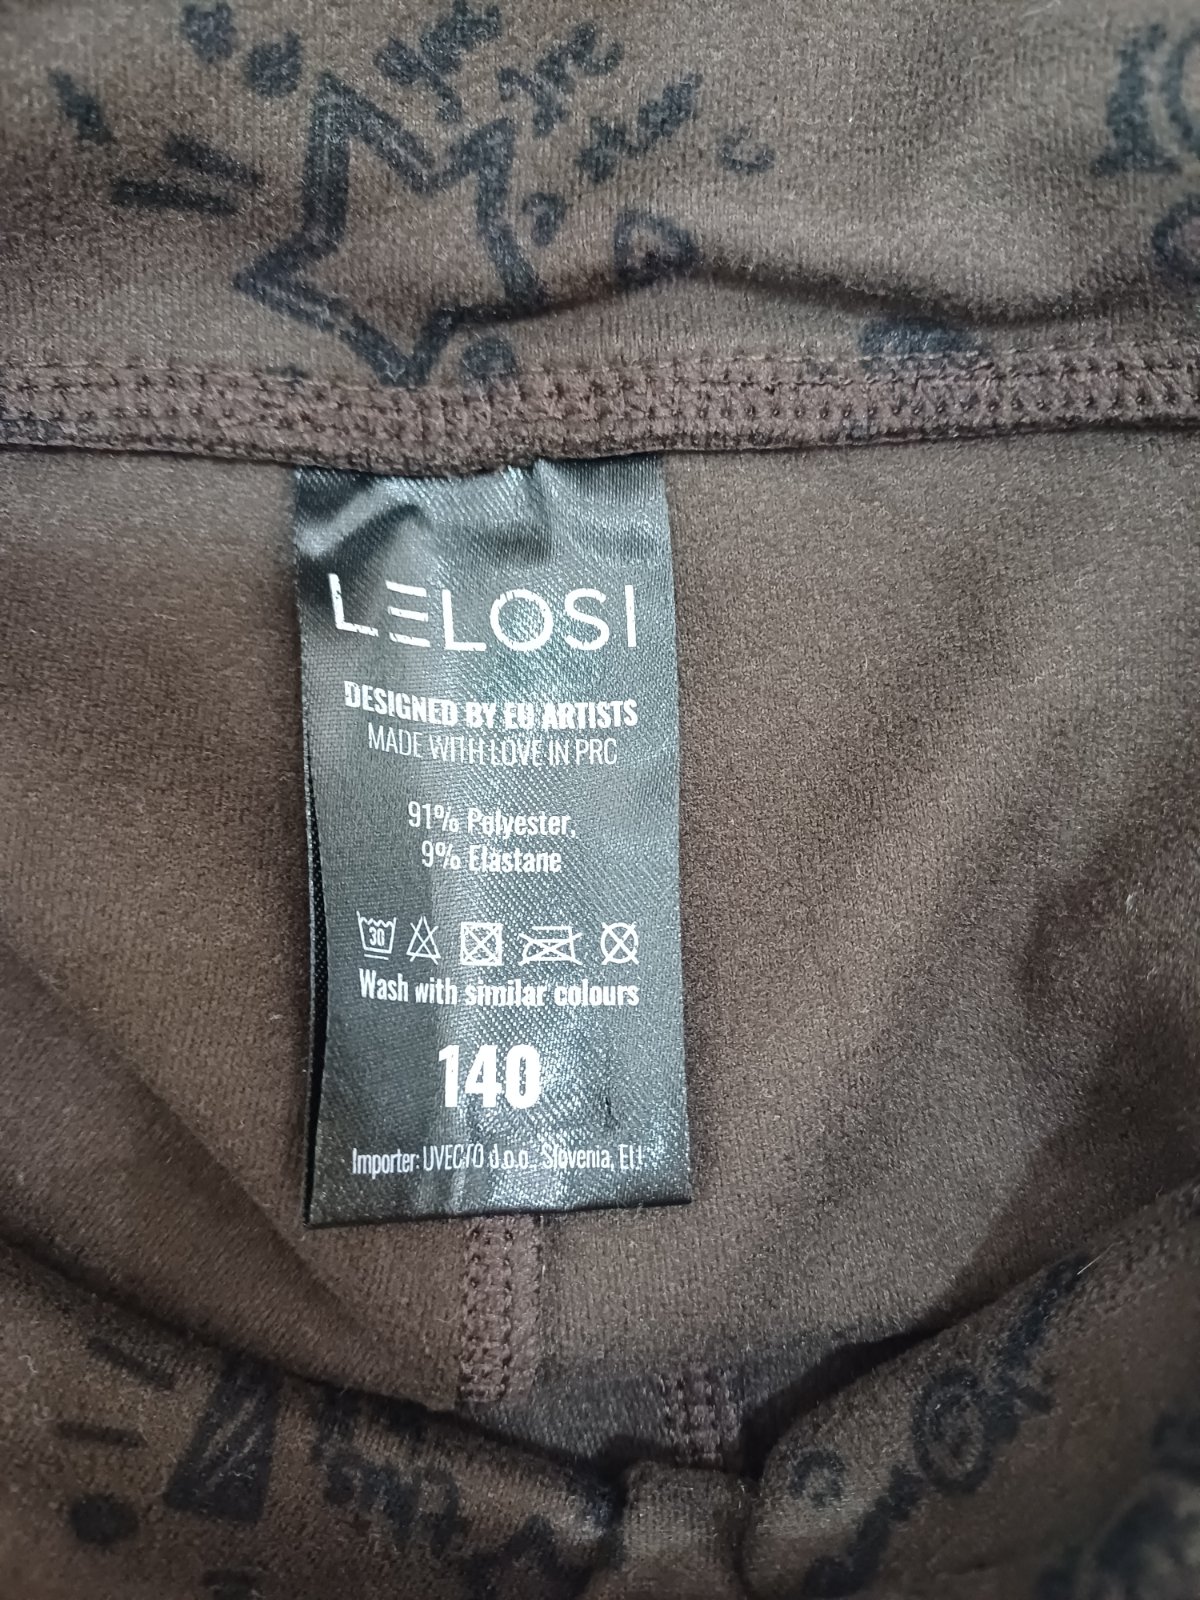 LELOSI
DESIGNED BY EU ARTISTS
MADE WITH LOVE IN PRC
91% Polyester,
9% Elastane
30
Wash with similar colours
140
Importer: UVECTO d.o.o., Slovenia, EU